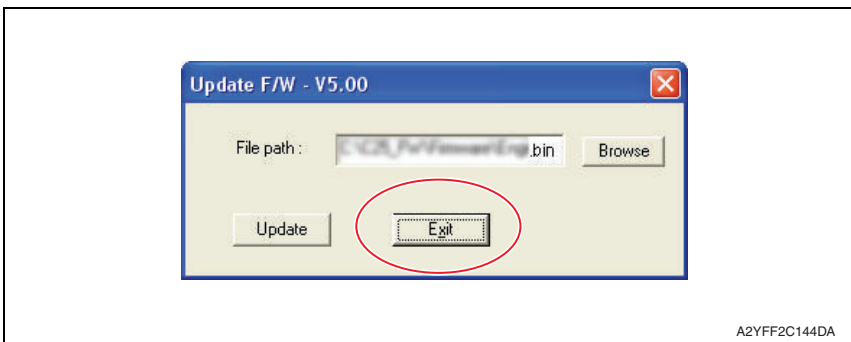 Update F/W - V5.00
File path : .bin Browse
Update Exit
A2YFF2C144DA